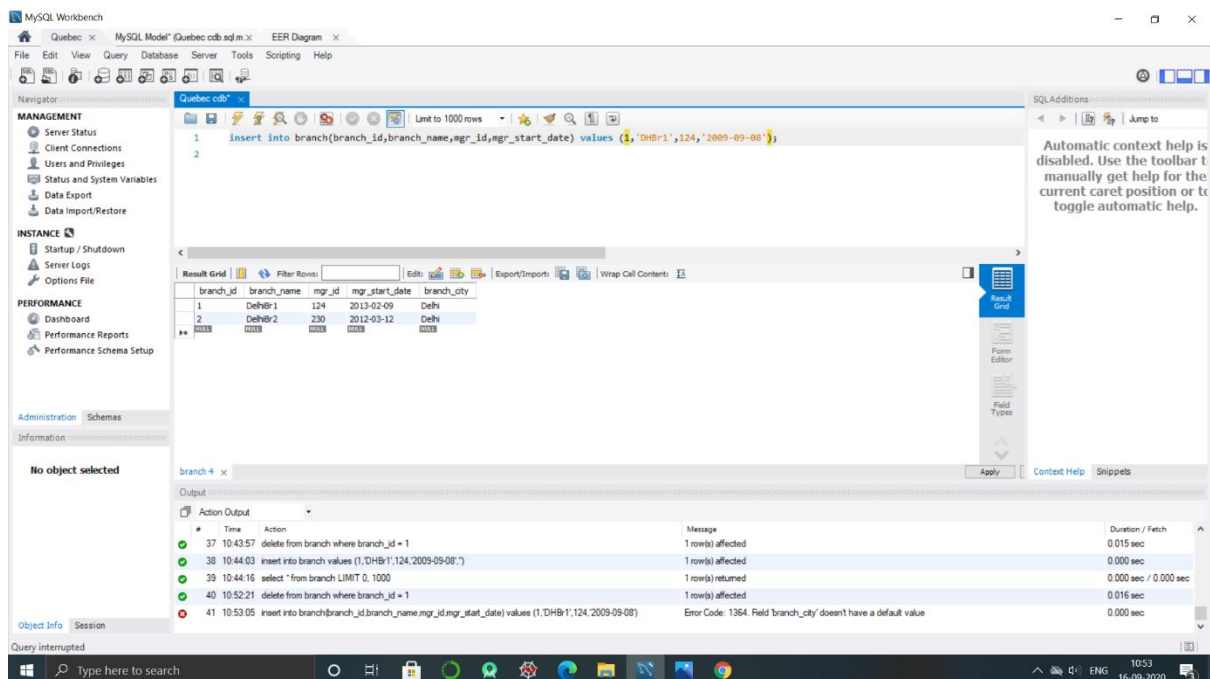 MySQL Workbench
Quebec × MySQL Model* (Quebec cdb.sql.m.× EER Diagram ×
File Edit View Query Database Server Tools Scripting Help
Navigator
Quebec cdb* ×
SQLAdditions
MANAGEMENT
Server Status
Client Connections
Users and Privileges
Status and System Variables
Data Export
Data Import/Restore
INSTANCE
Startup / Shutdown
Server Logs
Options File
PERFORMANCE
Dashboard
Performance Reports
Performance Schema Setup
Administration Schemas
Information
No object selected
Object Info Session
Limit to 1000 rows
1 insert into branch(branch_id,branch_name,mgr_id,mgr_start_date) values (1,'DHBr1',124,'2009-09-08');
2
Jump to
Automatic context help is
disabled. Use the toolbar t
manually get help for the
current caret position or to
toggle automatic help.
Result Grid Filter Rows: Edit: Export/Import: Wrap Cell Content:
branch_id branch_name mgr_id mgr_start_date branch_city
1 DelhiBr1 124 2013-02-09 Delhi
2 DelhiBr2 230 2012-03-12 Delhi
NULL NULL NULL NULL NULL
Result
Grid
Form
Editor
Field
Types
branch 4 ×
Apply
Context Help Snippets
Output
Action Output
# Time Action Message Duration / Fetch
37 10:43:57 delete from branch where branch_id = 1 1 row(s) affected 0.015 sec
38 10:44:03 insert into branch values (1,'DHBr1',124,'2009-09-08','') 1 row(s) affected 0.000 sec
39 10:44:16 select * from branch LIMIT 0, 1000 1 row(s) returned 0.000 sec / 0.000 sec
40 10:52:21 delete from branch where branch_id = 1 1 row(s) affected 0.016 sec
41 10:53:05 insert into branch(branch_id,branch_name,mgr_id,mgr_start_date) values (1,'DHBr1',124,'2009-09-08') Error Code: 1364. Field 'branch_city' doesn't have a default value 0.000 sec
Query interrupted
Type here to search
ENG
10:53
16-09-2020